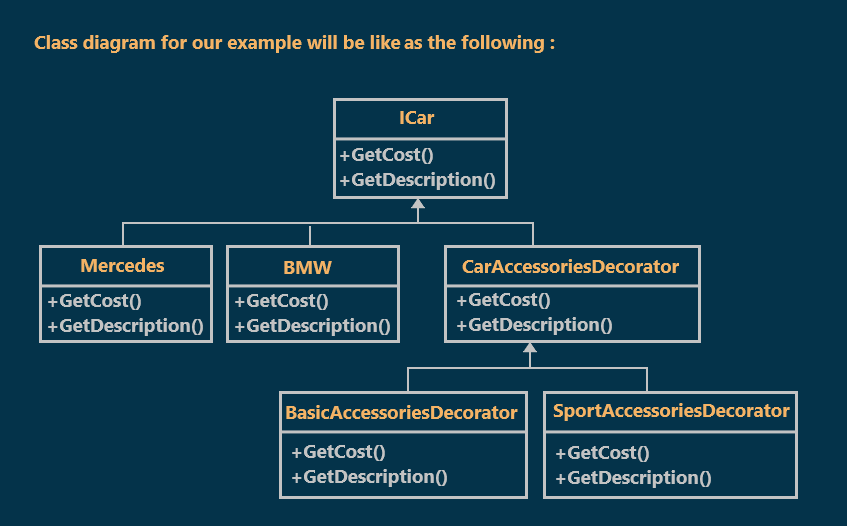 Class diagram for our example will be like as the following :
ICar
+GetCost()
+GetDescription()
Mercedes
+GetCost()
+GetDescription()
BMW
+GetCost()
+GetDescription()
CarAccessoriesDecorator
+GetCost()
+GetDescription()
BasicAccessoriesDecorator
+GetCost()
+GetDescription()
SportAccessoriesDecorator
+GetCost()
+GetDescription()